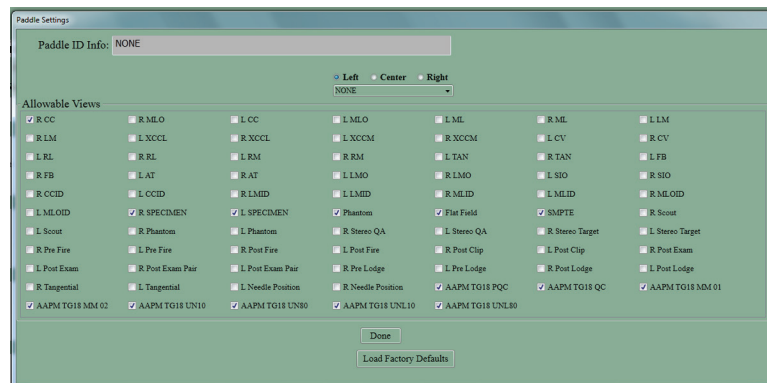 Paddle Settings
Paddle ID Info: NONE
Left Center Right
NONE
Allowable Views
R CC R MLO L CC L MLO L ML R ML L LM
R LM L XCCL R XCCL L XCCM R XCCM L CV R CV
L RL R RL L RM R RM L TAN R TAN L FB
R FB L AT R AT L LMO R LMO L SIO R SIO
R CCID L CCID R LMID L LMID R MLID L MLID R MLOID
L MLOID R SPECIMEN L SPECIMEN Phantom Flat Field SMPTE R Scout
L Scout R Phantom L Phantom R Stereo QA L Stereo QA R Stereo Target L Stereo Target
R Pre Fire L Pre Fire R Post Fire L Post Fire R Post Clip L Post Clip R Post Exam
L Post Exam R Post Exam Pair L Post Exam Pair R Pre Lodge L Pre Lodge R Post Lodge L Post Lodge
R Tangential L Tangential L Needle Position R Needle Position AAPM TG18 PQC AAPM TG18 QC AAPM TG18 MM 01
AAPM TG18 MM 02 AAPM TG18 UN10 AAPM TG18 UN80 AAPM TG18 UNL10 AAPM TG18 UNL80
Done
Load Factory Defaults